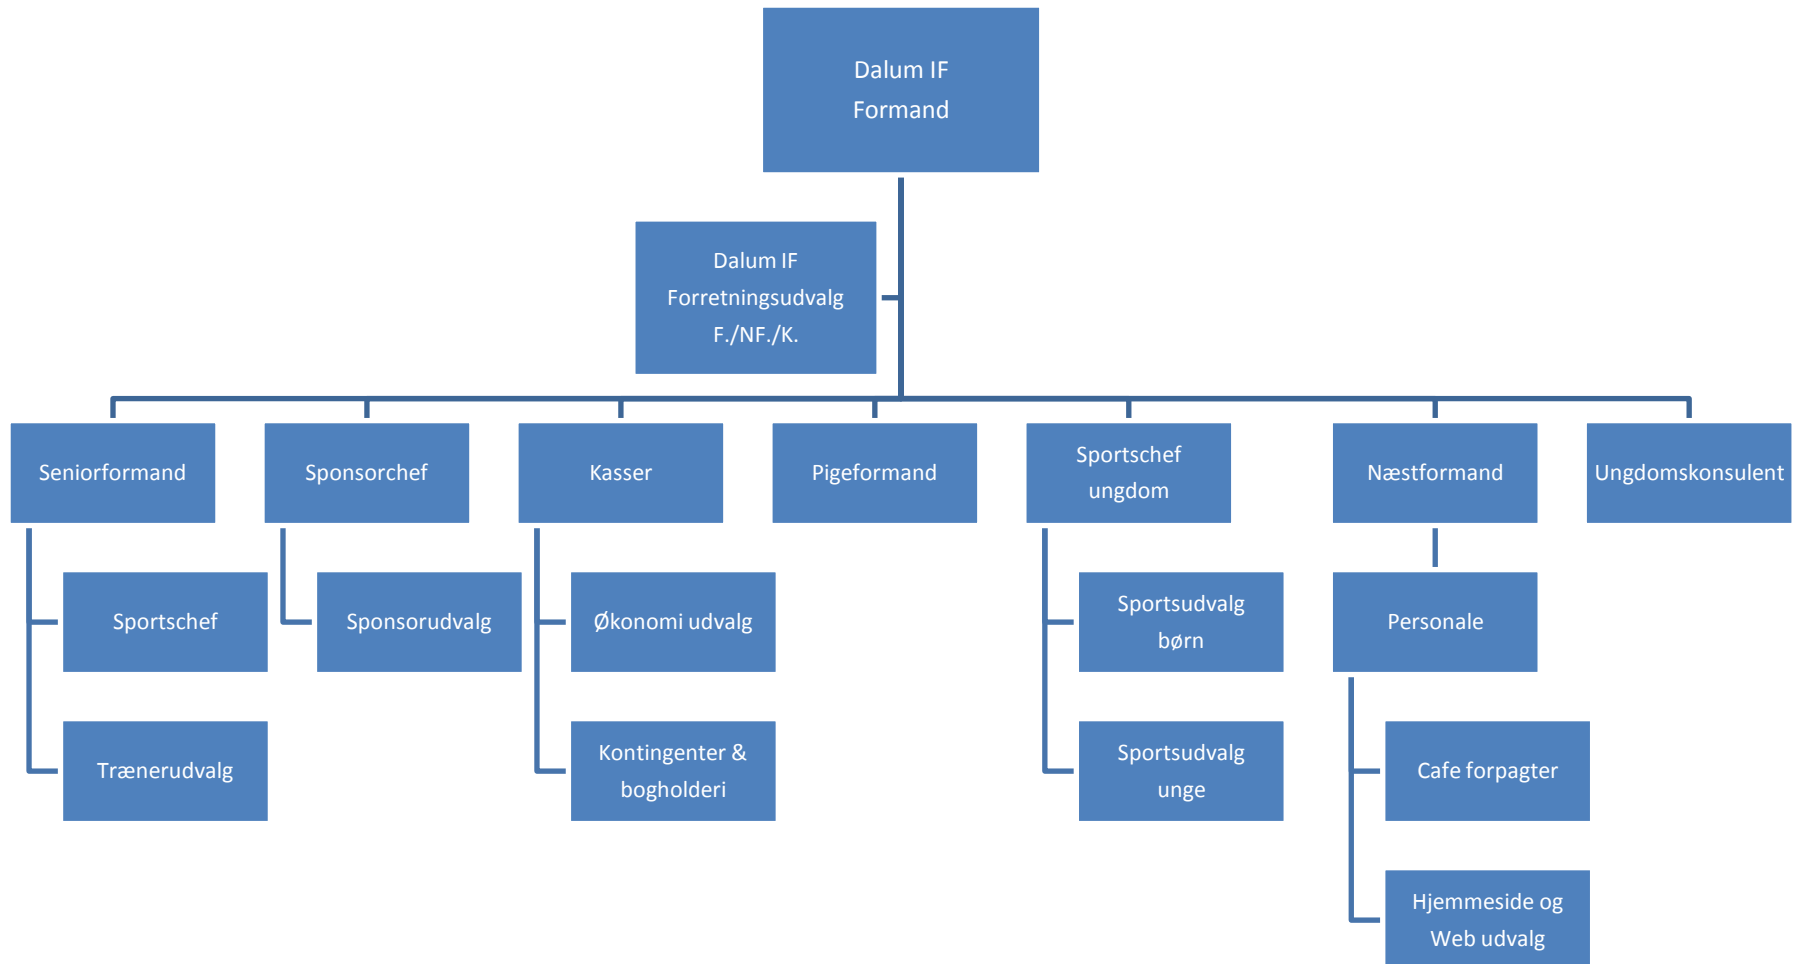 Dalum IF
Formand
Dalum IF
Forretningsudvalg
F./NF./K.
Seniorformand
Sponsorchef
Kasser
Pigeformand
Sportschef
ungdom
Næstformand
Ungdomskonsulent
Sportschef
Sponsorudvalg
Økonomi udvalg
Sportsudvalg
børn
Personale
Trænerudvalg
Kontingenter &
bogholderi
Sportsudvalg
unge
Cafe forpagter
Hjemmeside og
Web udvalg